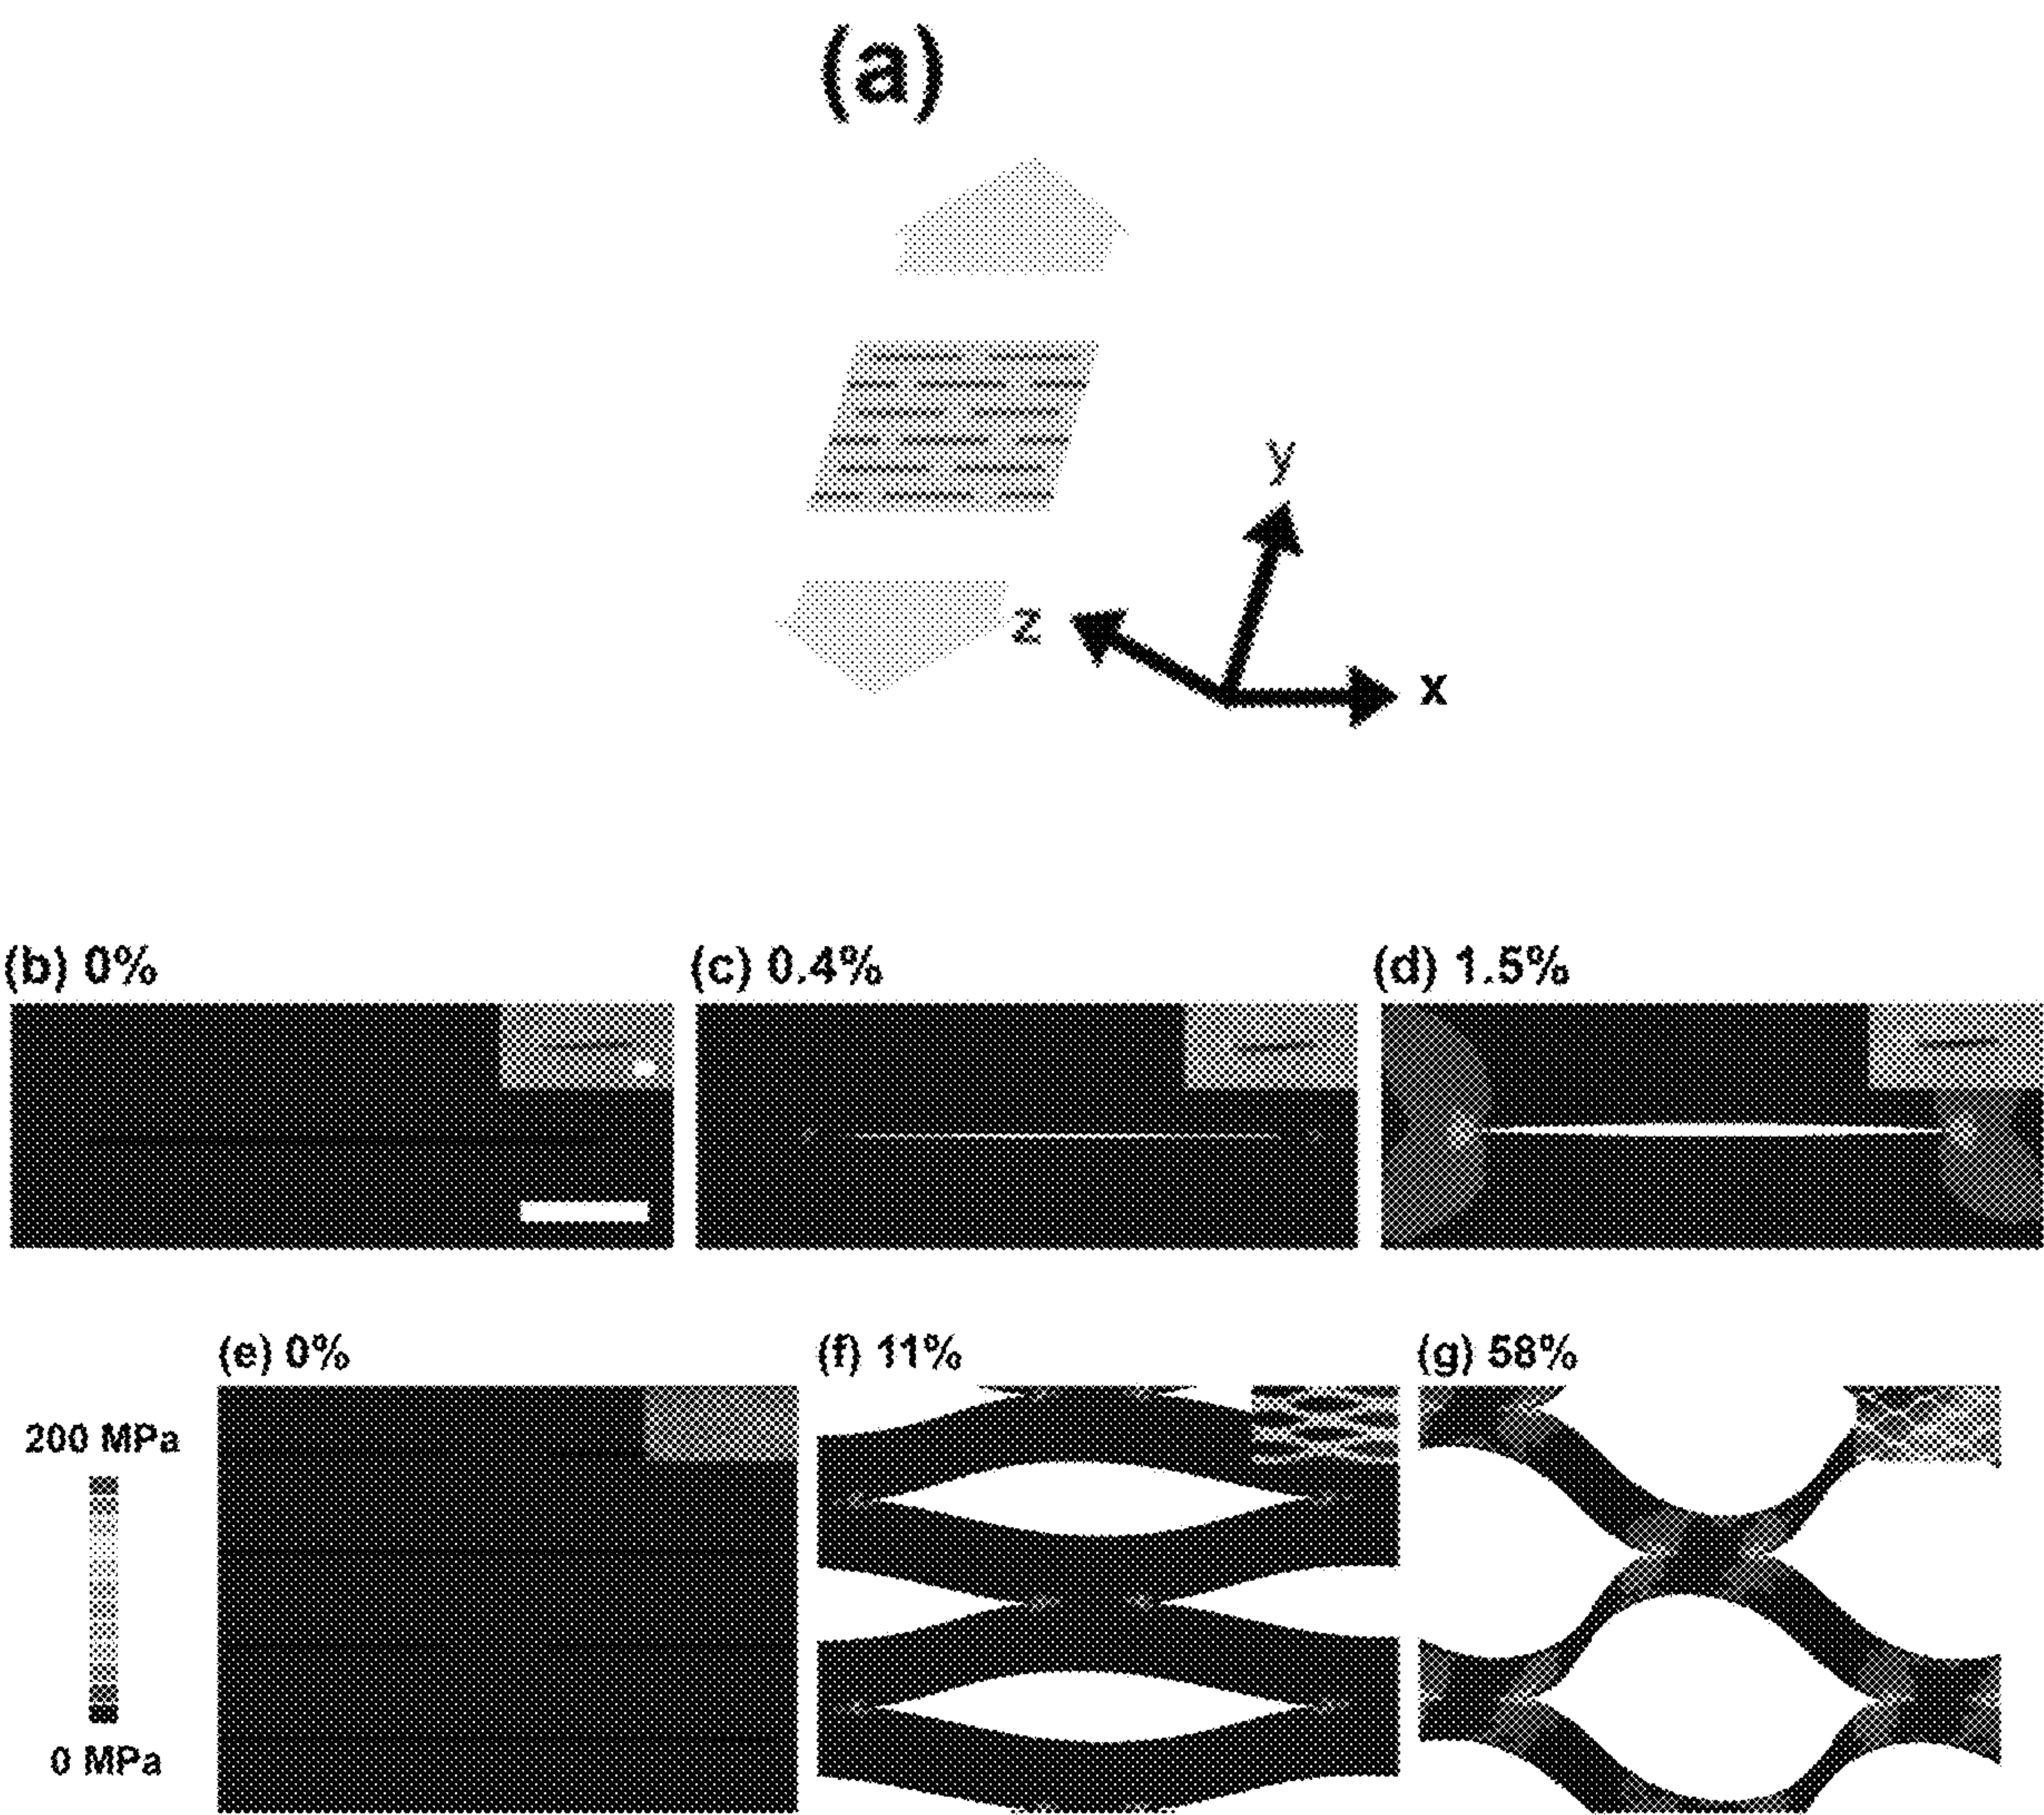 (a)
y
z
x
(b) 0%
(c) 0.4%
(d) 1.5%
(e) 0%
(f) 11%
(g) 58%
200 MPa
0 MPa